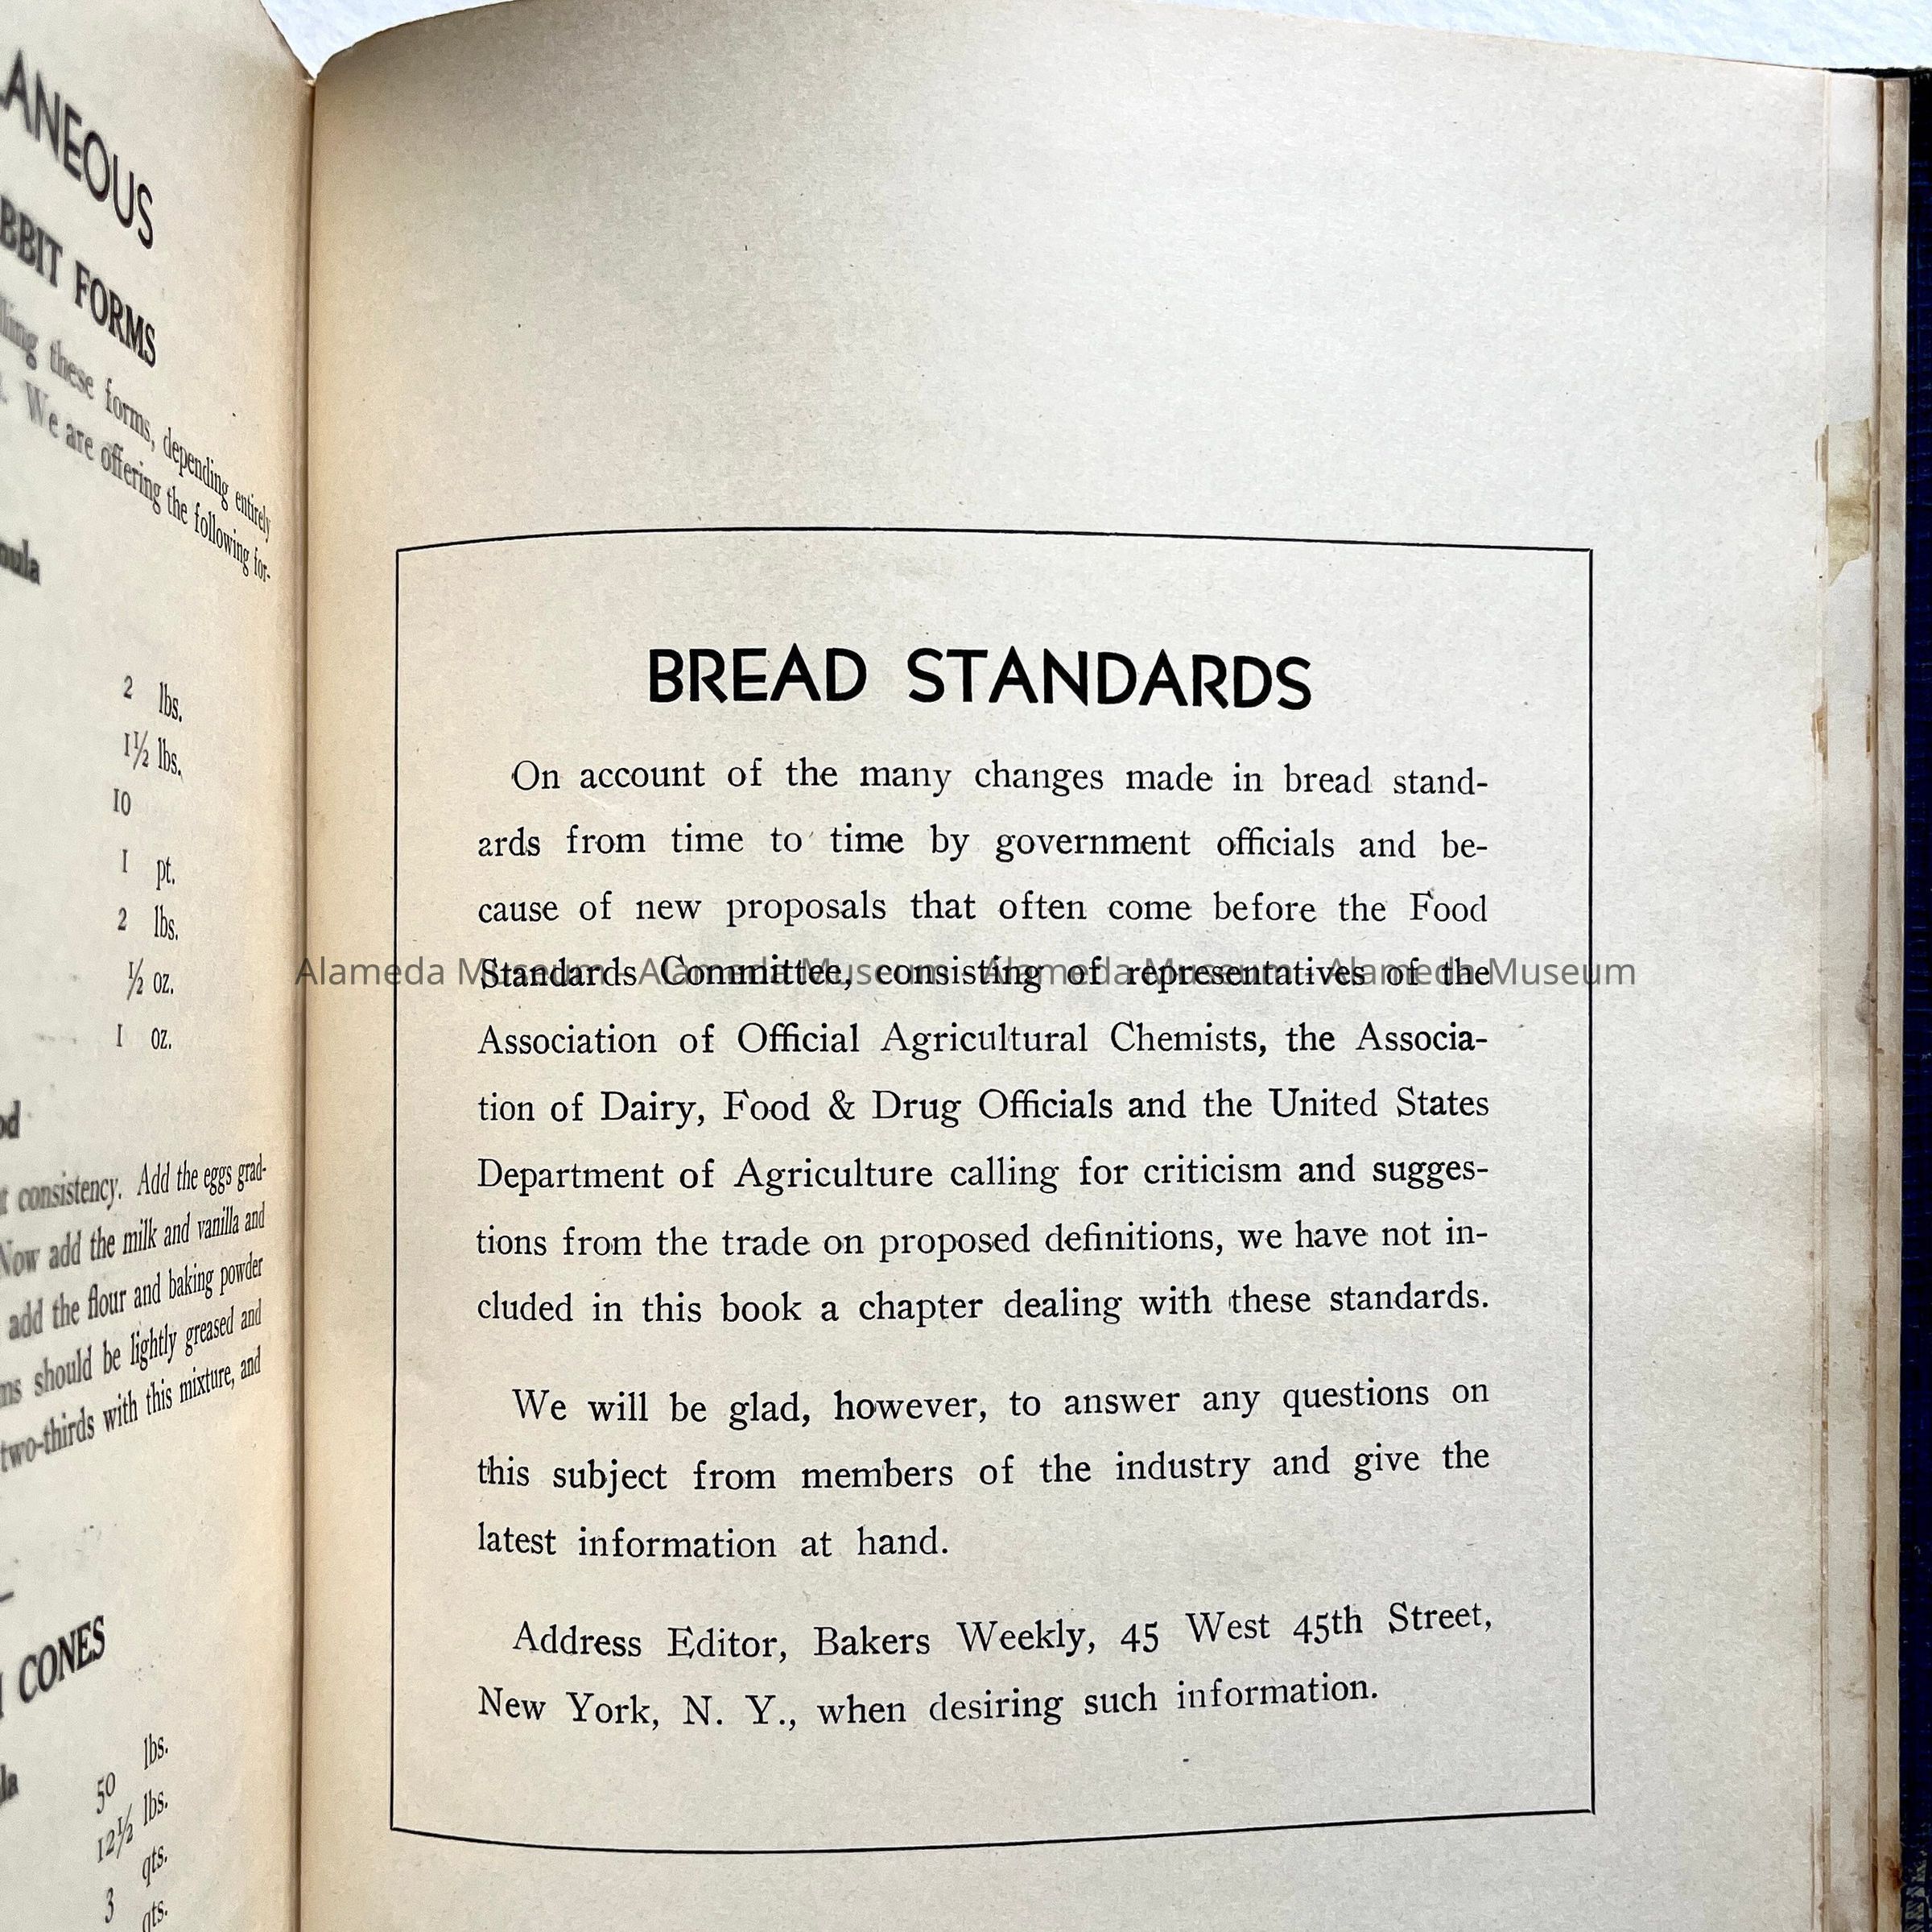 ANEOUS
BBIT FORMS
these forms, depending entirely
We are offering the following for-
2 lbs.
1½ lbs.
10
1 pt.
2 lbs.
½ oz.
1 oz.
consistency. Add the eggs grad-
Now add the milk and vanilla and
add the flour and baking powder
should be lightly greased and
two-thirds with this mixture, and
CONES
50 lbs.
12½ lbs.
3 qts.
qts.
BREAD STANDARDS
On account of the many changes made in bread stand-
ards from time to time by government officials and be-
cause of new proposals that often come before the Food
Standards Committee, consisting of representatives of the
Alameda Museum - Alameda Museum - Alameda Museum - Alameda Museum
Association of Official Agricultural Chemists, the Associa-
tion of Dairy, Food & Drug Officials and the United States
Department of Agriculture calling for criticism and sugges-
tions from the trade on proposed definitions, we have not in-
cluded in this book a chapter dealing with these standards.
We will be glad, however, to answer any questions on
this subject from members of the industry and give the
latest information at hand.
Address Editor, Bakers Weekly, 45 West 45th Street,
New York, N. Y., when desiring such information.